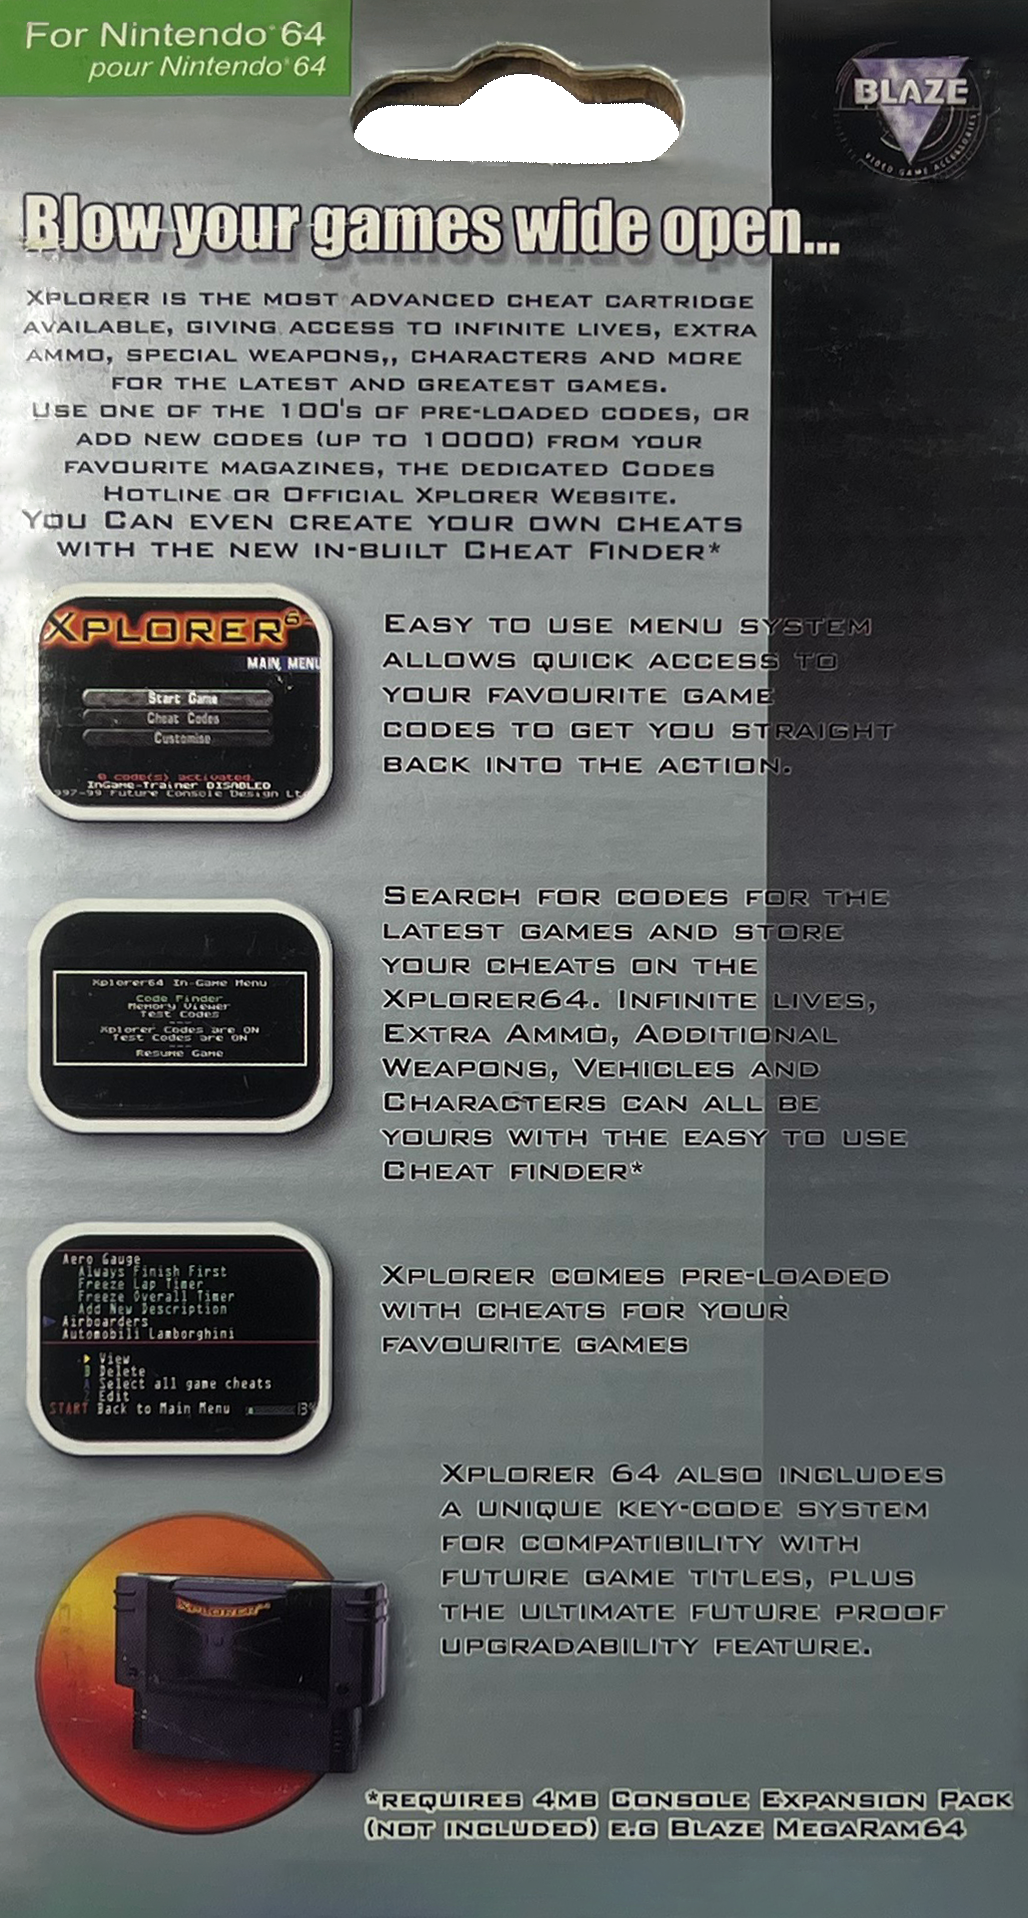 For Nintendo® 64
pour Nintendo® 64
BLAZE
VIDEO GAME ACCESSORIES
Blow your games wide open...
XPLORER IS THE MOST ADVANCED CHEAT CARTRIDGE
AVAILABLE, GIVING ACCESS TO INFINITE LIVES, EXTRA
AMMO, SPECIAL WEAPONS,, CHARACTERS AND MORE
FOR THE LATEST AND GREATEST GAMES.
USE ONE OF THE 100's OF PRE-LOADED CODES, OR
ADD NEW CODES (UP TO 10000) FROM YOUR
FAVOURITE MAGAZINES, THE DEDICATED CODES
HOTLINE OR OFFICIAL XPLORER WEBSITE.
YOU CAN EVEN CREATE YOUR OWN CHEATS
WITH THE NEW IN-BUILT CHEAT FINDER*
XPLORER6
MAIN MENU
Start Game
Cheat Codes
Customise
0 code(s) activated.
InGame-Trainer DISABLED
997-99 Future Console Design Lt
EASY TO USE MENU SYSTEM
ALLOWS QUICK ACCESS TO
YOUR FAVOURITE GAME
CODES TO GET YOU STRAIGHT
BACK INTO THE ACTION.
Xplorer64 In-Game Menu
Code Finder
Memory Viewer
Test Codes
---
Xplorer Codes are ON
Test Codes are ON
---
Resume Game
SEARCH FOR CODES FOR THE
LATEST GAMES AND STORE
YOUR CHEATS ON THE
XPLORER64. INFINITE LIVES,
EXTRA AMMO, ADDITIONAL
WEAPONS, VEHICLES AND
CHARACTERS CAN ALL BE
YOURS WITH THE EASY TO USE
CHEAT FINDER*
Aero Gauge
Always Finish First
Freeze Lap Timer
Freeze Overall Timer
Add New Description
Airboarders
Automobili Lamborghini
View
B Delete
A Select all game cheats
Z Edit
START Back to Main Menu 13%
XPLORER COMES PRE-LOADED
WITH CHEATS FOR YOUR
FAVOURITE GAMES
XPLORER 64 ALSO INCLUDES
A UNIQUE KEY-CODE SYSTEM
FOR COMPATIBILITY WITH
FUTURE GAME TITLES, PLUS
THE ULTIMATE FUTURE PROOF
UPGRADABILITY FEATURE.
XPLORER64
*REQUIRES 4MB CONSOLE EXPANSION PACK
(NOT INCLUDED) E.G BLAZE MEGARAM64